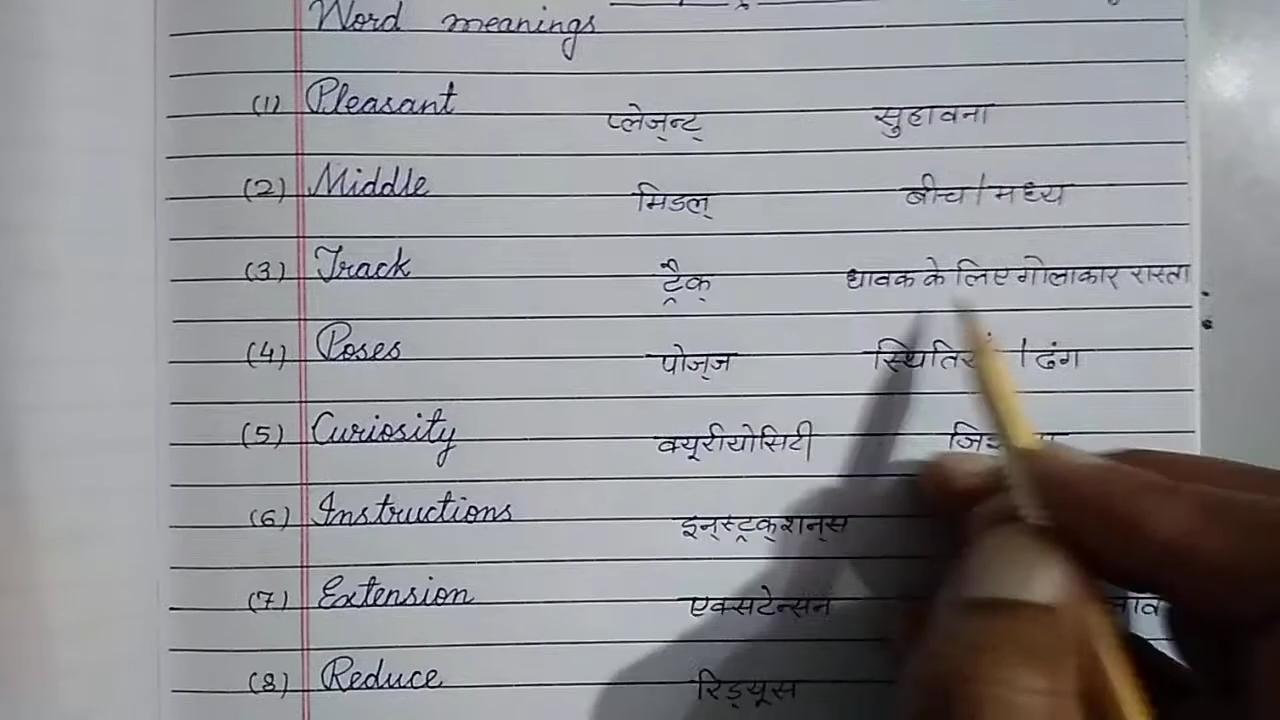 Word meanings
(1) Pleasant प्लेज़्न्ट् सुहावना
(2) Middle मिडल् बीच / मध्य
(3) Track ट्रैक् धावक के लिए गोलाकार रास्ता
(4) Poses पोज़्ज / ढंग
(5) Curiosity क्यूरीयोसिटी
(6) Instructions इन्स्ट्रक्शन्स
(7) Extension एक्सटेन्सन
(8) Reduce रिड्यूस